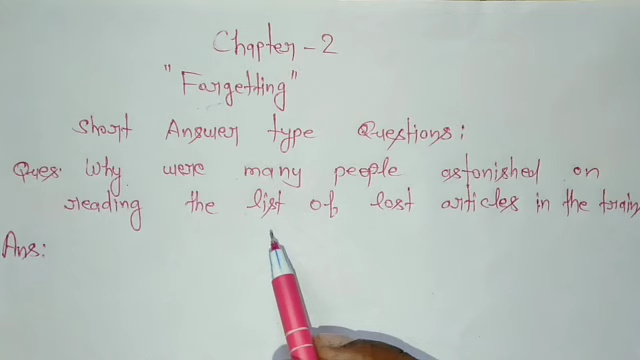 Chapter - 2
"Fargetting"
Short Answer type Questions:
Ques. Why were many people astonished on
reading the list of lost articles in the train
Ans: